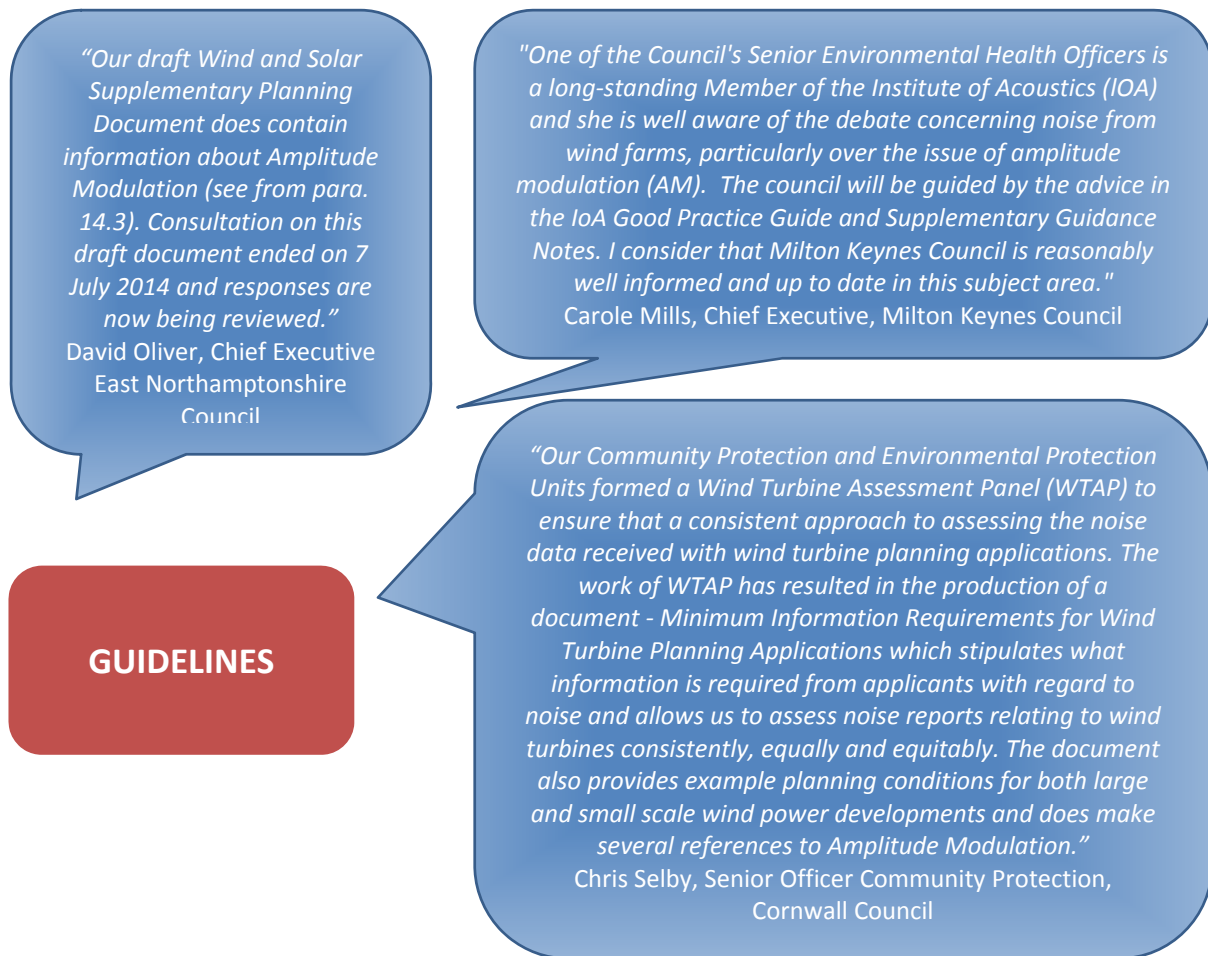 “Our draft Wind and Solar
Supplementary Planning
Document does contain
information about Amplitude
Modulation (see from para.
14.3). Consultation on this
draft document ended on 7
July 2014 and responses are
now being reviewed.”
David Oliver, Chief Executive
East Northamptonshire
Council
"One of the Council's Senior Environmental Health Officers is
a long-standing Member of the Institute of Acoustics (IOA)
and she is well aware of the debate concerning noise from
wind farms, particularly over the issue of amplitude
modulation (AM).  The council will be guided by the advice in
the IoA Good Practice Guide and Supplementary Guidance
Notes. I consider that Milton Keynes Council is reasonably
well informed and up to date in this subject area."
Carole Mills, Chief Executive, Milton Keynes Council
“Our Community Protection and Environmental Protection
Units formed a Wind Turbine Assessment Panel (WTAP) to
ensure that a consistent approach to assessing the noise
data received with wind turbine planning applications. The
work of WTAP has resulted in the production of a
document - Minimum Information Requirements for Wind
Turbine Planning Applications which stipulates what
information is required from applicants with regard to
noise and allows us to assess noise reports relating to wind
turbines consistently, equally and equitably. The document
also provides example planning conditions for both large
and small scale wind power developments and does make
several references to Amplitude Modulation.”
Chris Selby, Senior Officer Community Protection,
Cornwall Council
GUIDELINES